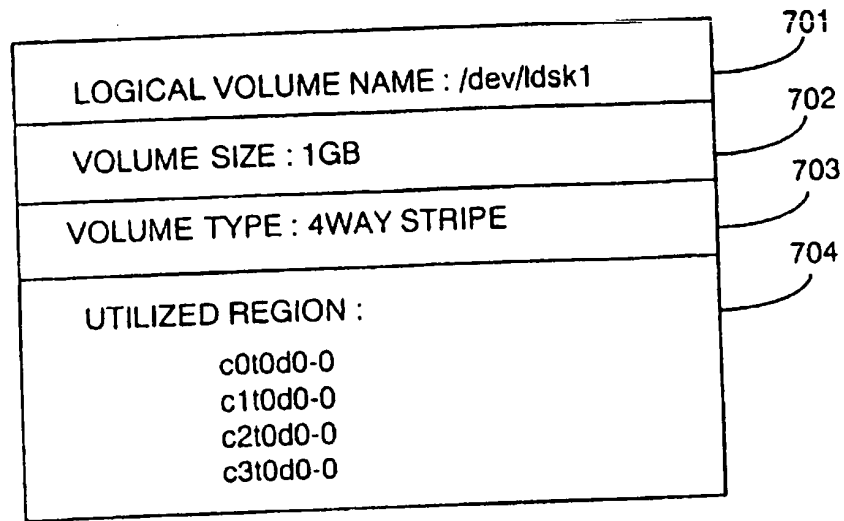 701
LOGICAL VOLUME NAME : /dev/ldsk1
702
VOLUME SIZE : 1GB
703
VOLUME TYPE : 4WAY STRIPE
704
UTILIZED REGION :
c0t0d0-0
c1t0d0-0
c2t0d0-0
c3t0d0-0